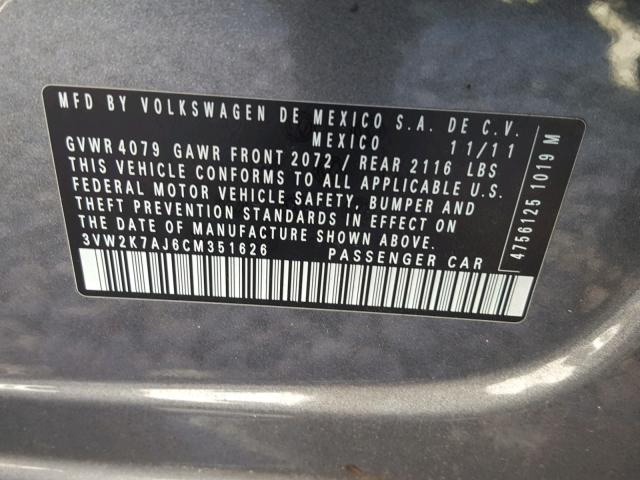 MFD BY VOLKSWAGEN DE MEXICO S.A. DE C.V.
MEXICO 11/11
GVWR 4079 GAWR FRONT 2072 / REAR 2116 LBS
THIS VEHICLE CONFORMS TO ALL APPLICABLE U.S.
FEDERAL MOTOR VEHICLE SAFETY, BUMPER AND
THEFT PREVENTION STANDARDS IN EFFECT ON
THE DATE OF MANUFACTURE SHOWN ABOVE.
3VW2K7AJ6CM351626 PASSENGER CAR
4756125 1019 M